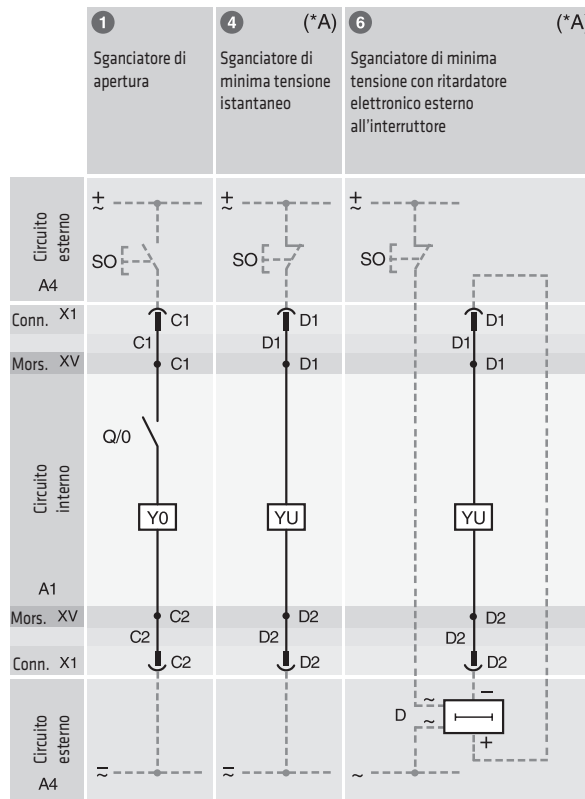 1
4 (*A)
6 (*A
Sganciatore di
apertura
Sganciatore di
minima tensione
istantaneo
Sganciatore di minima
tensione con ritardatore
elettronico esterno
all'interruttore
Circuito
esterno
A4
± ~
± ~
± ~
SO
SO
SO
Conn. X1
C1
D1
D1
C1
D1
D1
Mors. XV
C1
D1
D1
Circuito
interno
A1
Q/0
Y0
YU
YU
Mors. XV
C2
D2
D2
C2
D2
D2
Conn. X1
C2
D2
D2
Circuito
esterno
A4
D
~
~
−
+
− ~
− ~
~